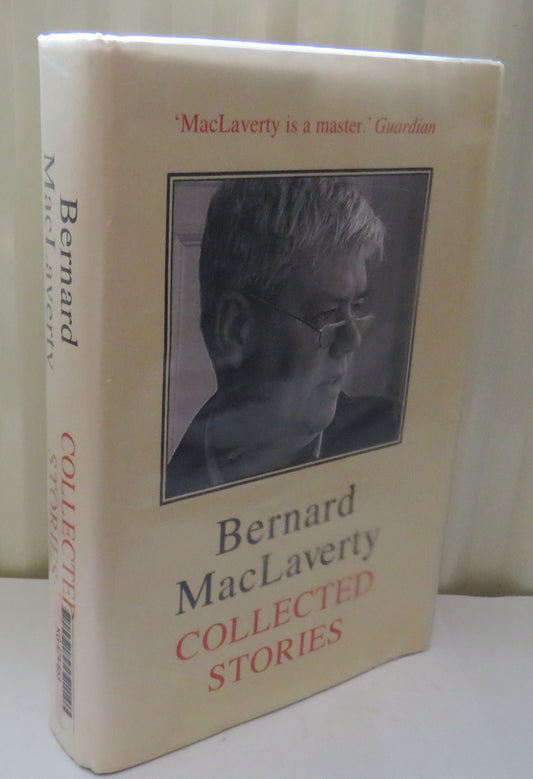 ‘MacLaverty is a master.’ Guardian
Bernard
MacLaverty
COLLECTED
STORIES
Bernard
MacLaverty
COLLECTED
STORIES